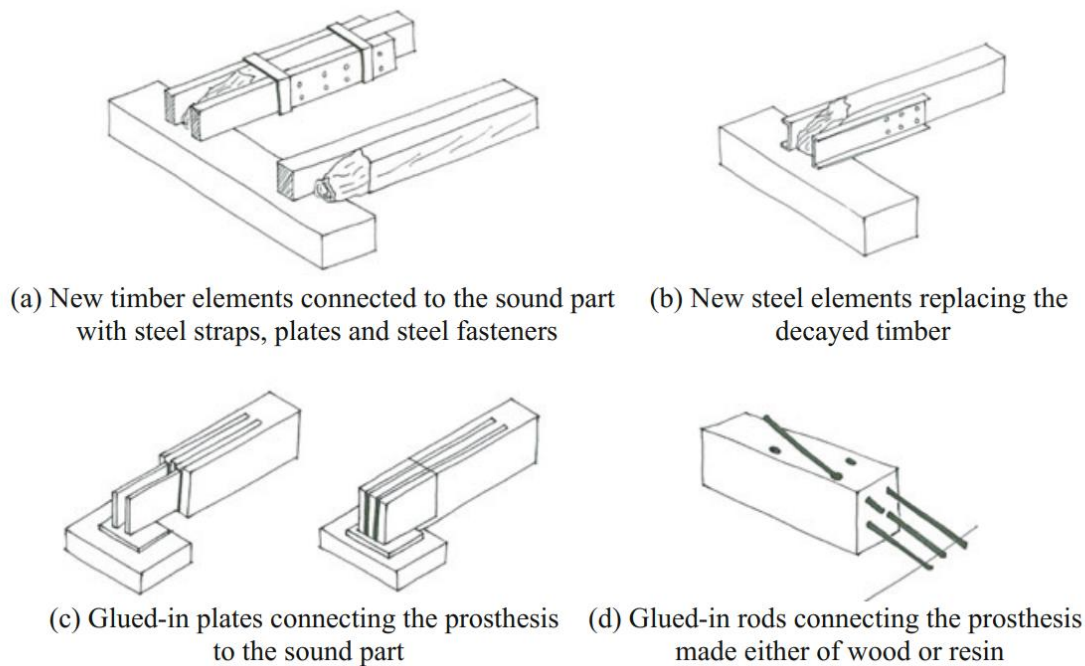 (a) New timber elements connected to the sound part
with steel straps, plates and steel fasteners
(b) New steel elements replacing the
decayed timber
(c) Glued-in plates connecting the prosthesis
to the sound part
(d) Glued-in rods connecting the prosthesis
made either of wood or resin